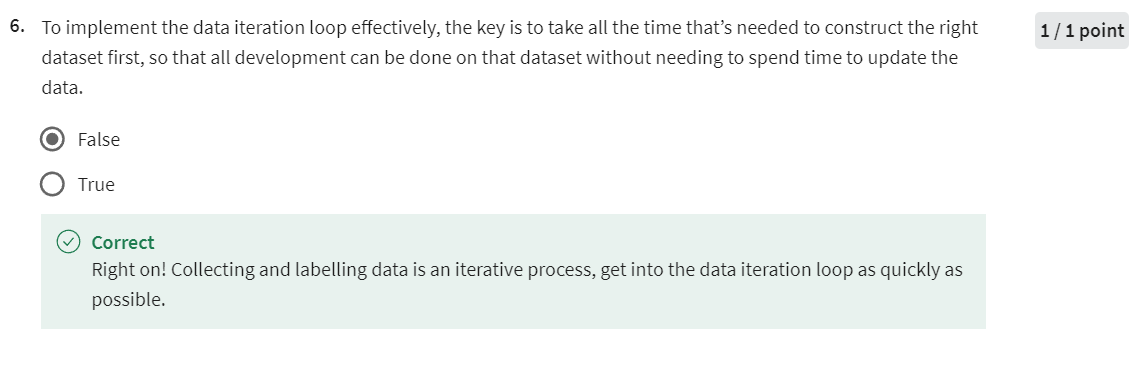 6. To implement the data iteration loop effectively, the key is to take all the time that’s needed to construct the right
1 / 1 point
dataset first, so that all development can be done on that dataset without needing to spend time to update the
data.
False
True
Correct
Right on! Collecting and labelling data is an iterative process, get into the data iteration loop as quickly as
possible.